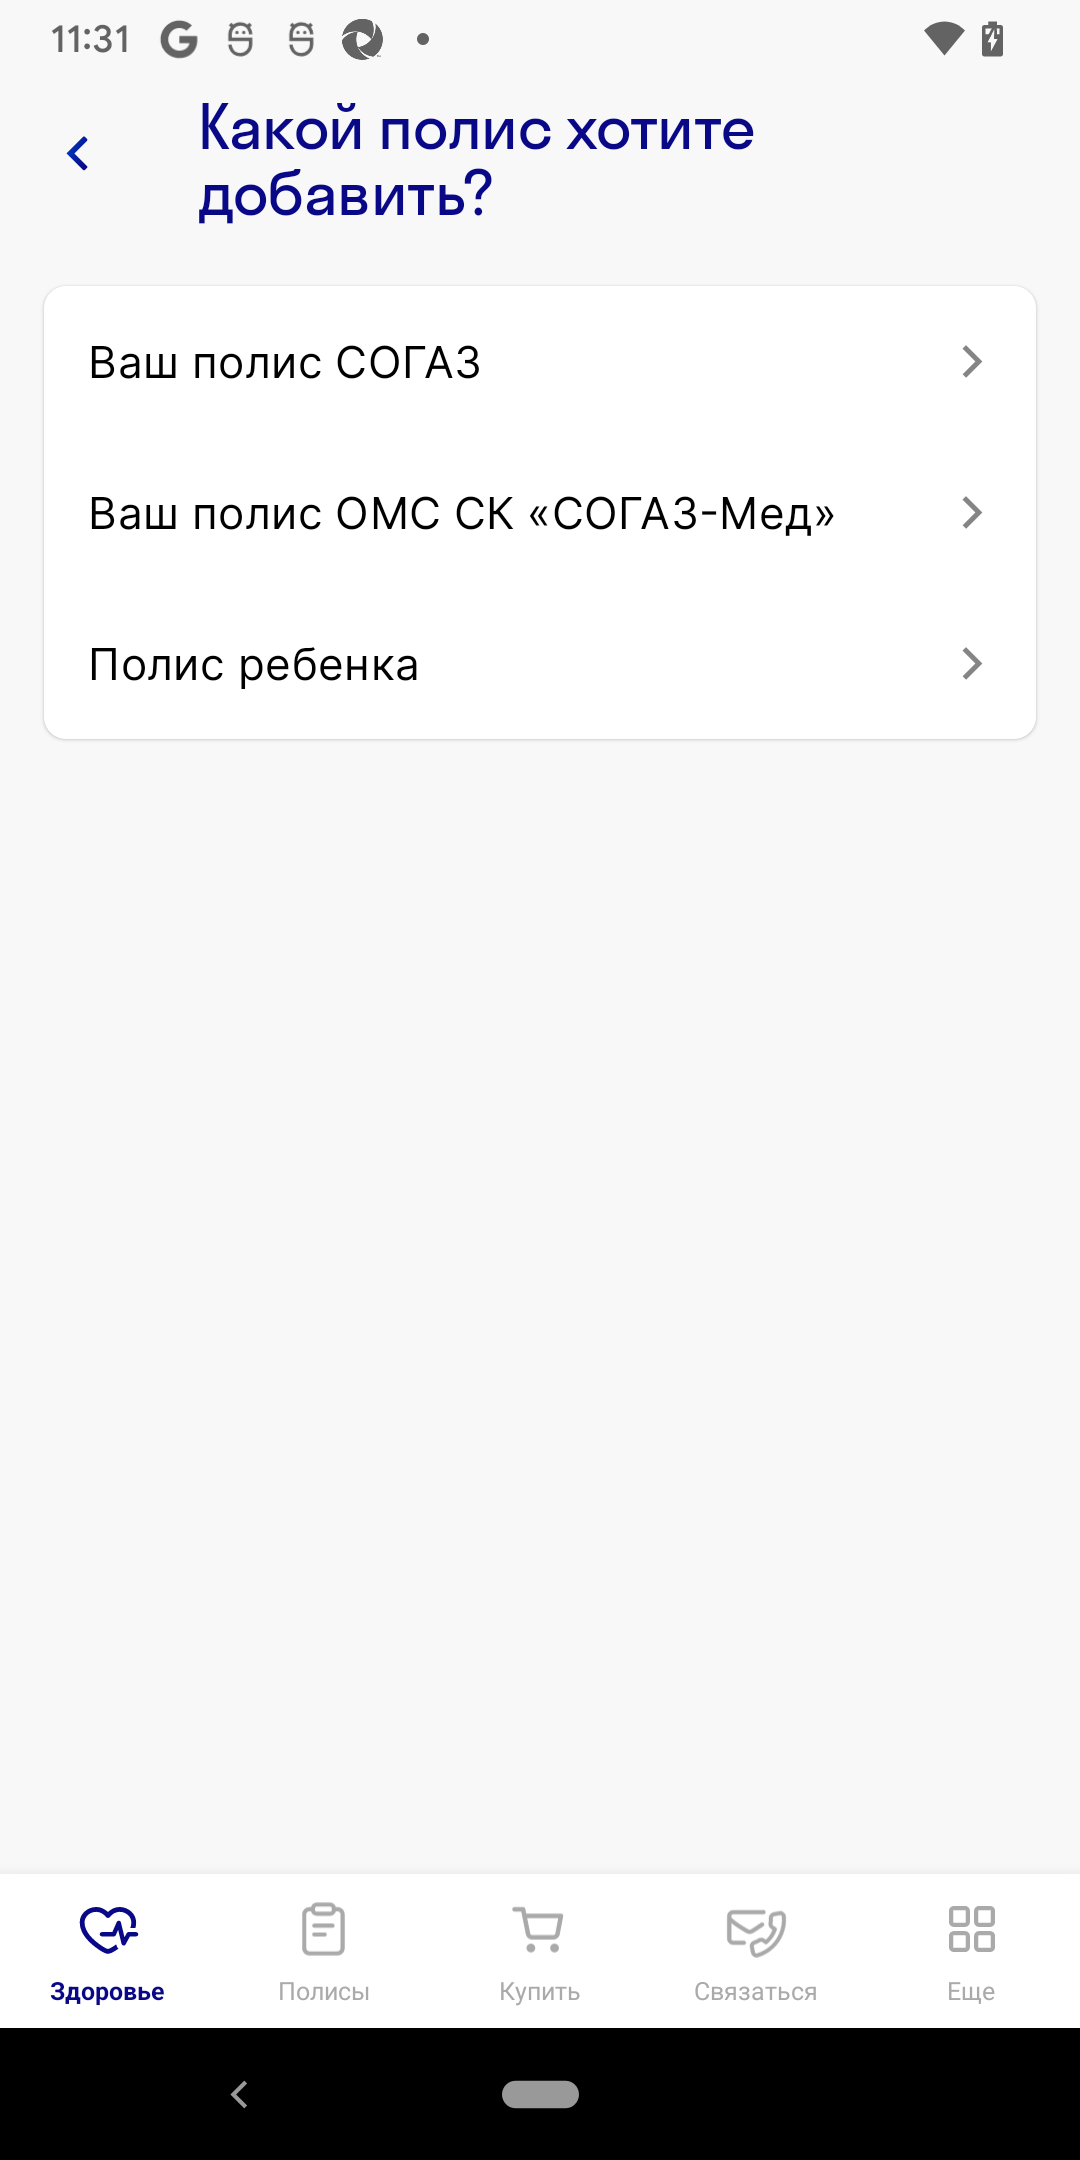 11:31
Какой полис хотите
добавить?
Ваш полис СОГАЗ
Ваш полис ОМС СК «СОГАЗ-Мед»
Полис ребенка
Здоровье
Полисы
Купить
Связаться
Еще